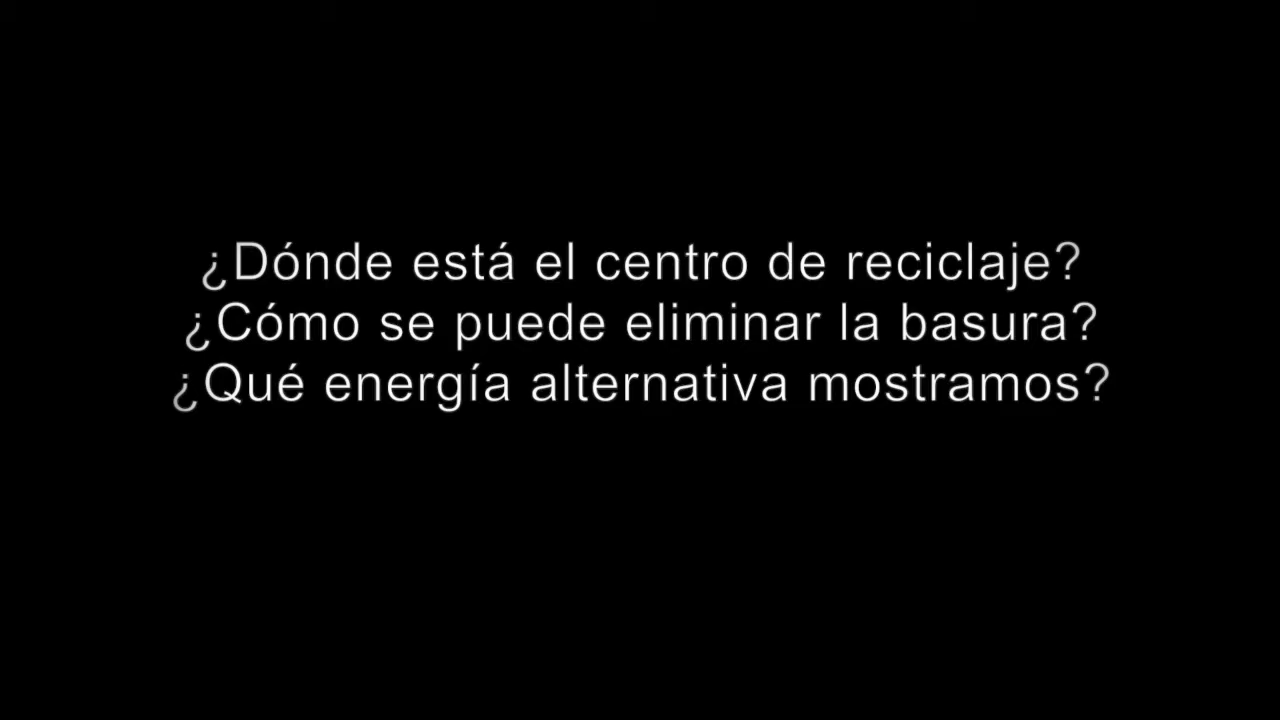 ¿Dónde está el centro de reciclaje?
¿Cómo se puede eliminar la basura?
¿Qué energía alternativa mostramos?